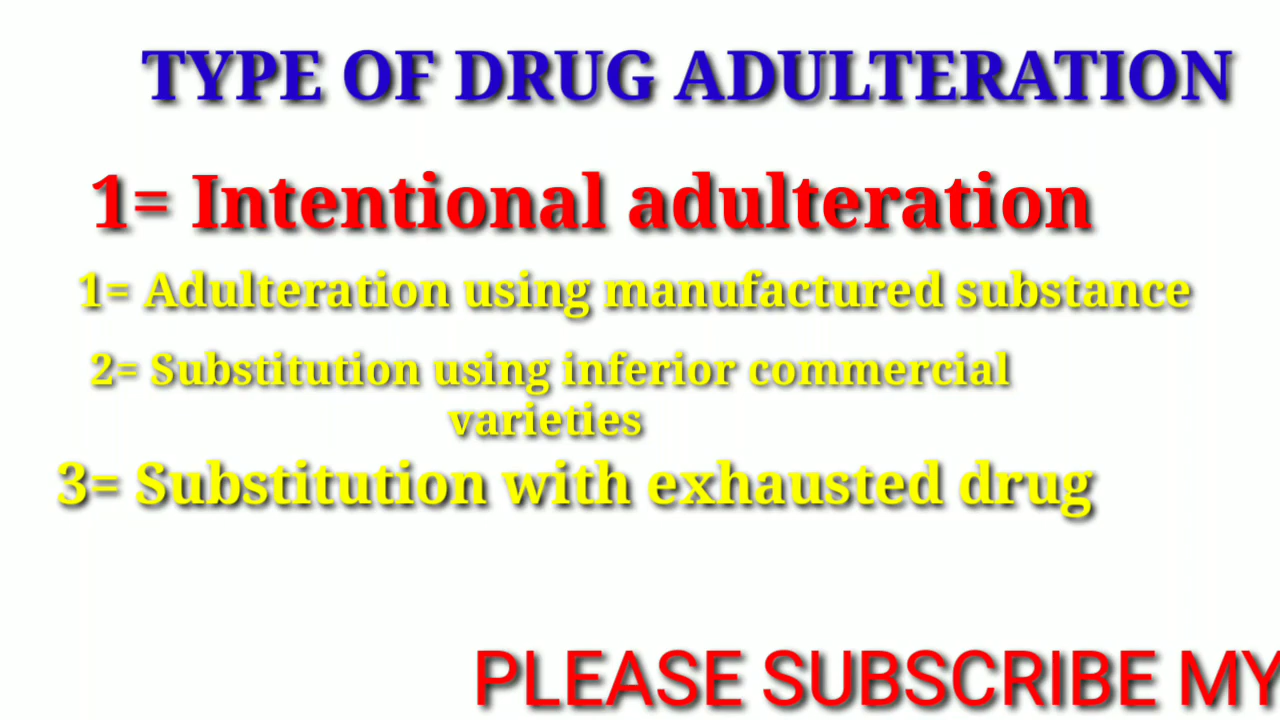 TYPE OF DRUG ADULTERATION
1= Intentional adulteration
1= Adulteration using manufactured substance
2= Substitution using inferior commercial
varieties
3= Substitution with exhausted drug
PLEASE SUBSCRIBE MY